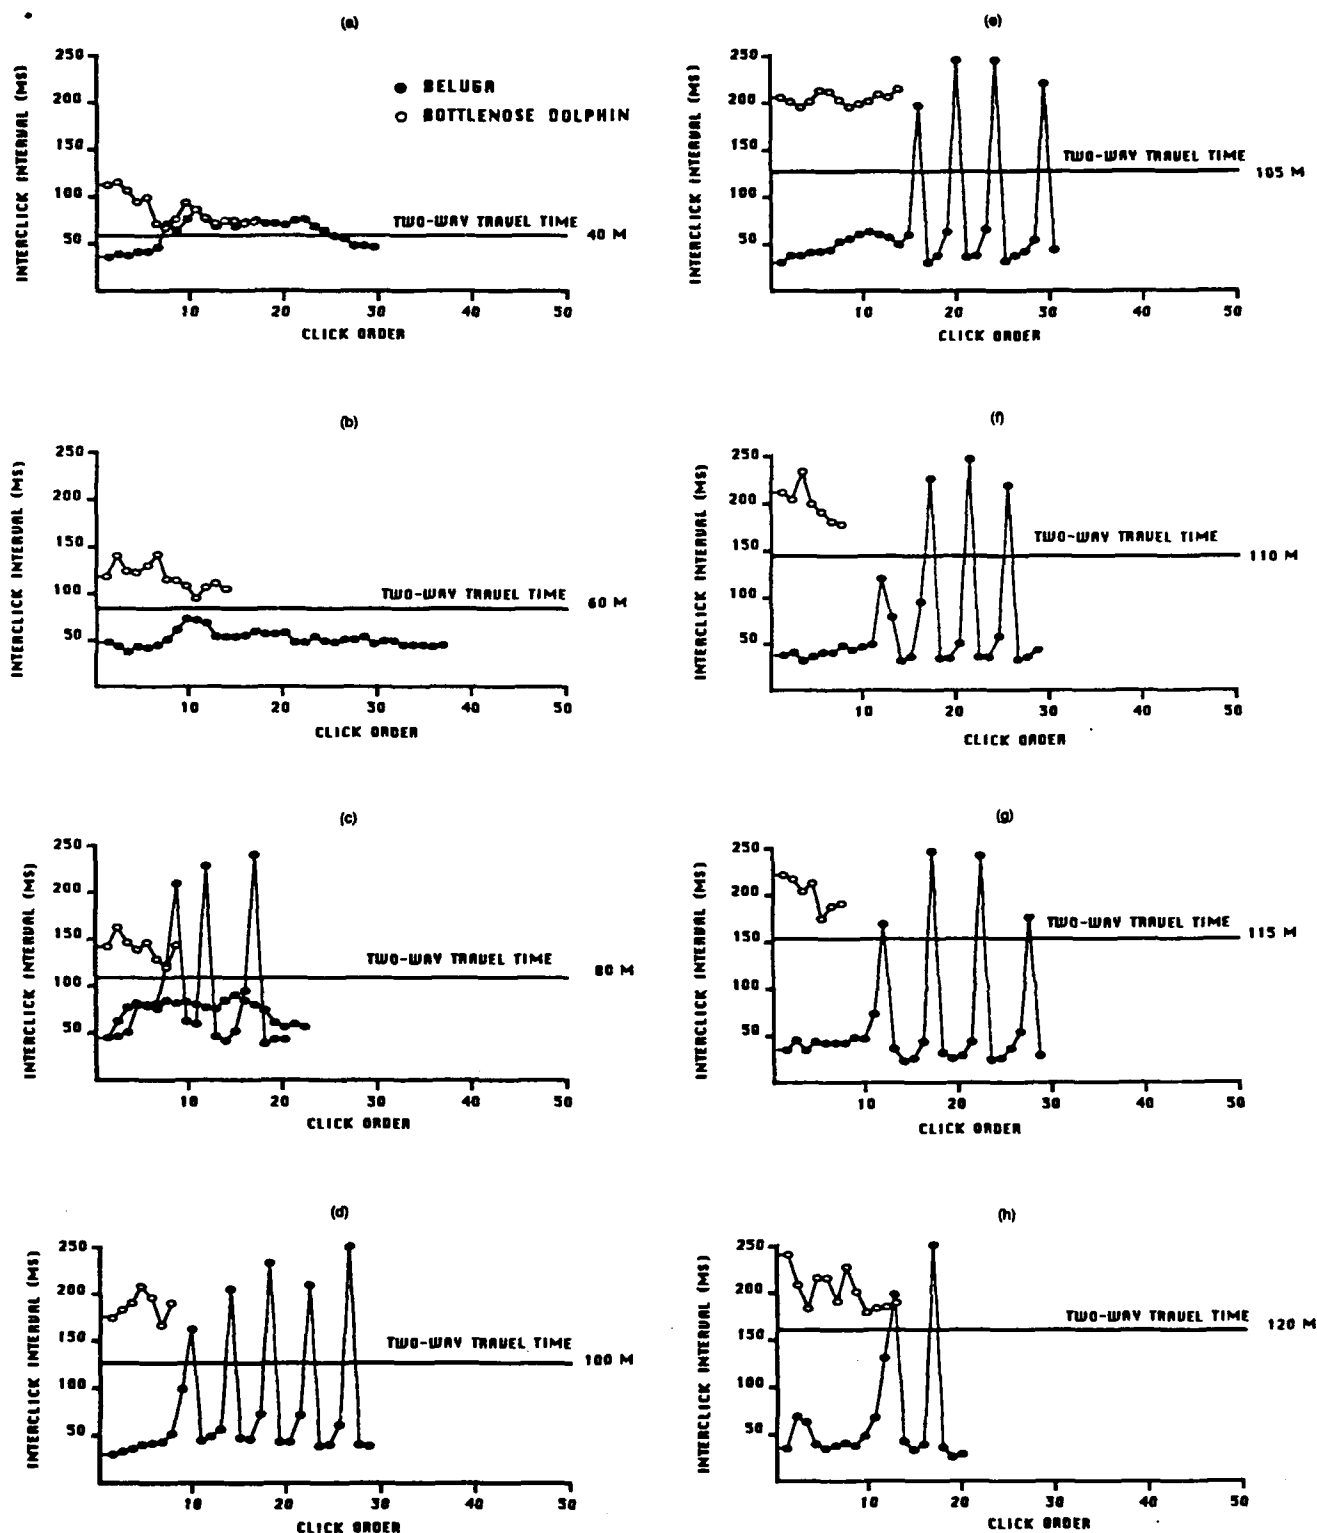 (a)
INTERCLICK INTERVAL (MS)
250
200
150
100
50
BELUGA
BOTTLENOSE DOLPHIN
TWO-WAY TRAVEL TIME
40 M
10 20 30 40 50
CLICK ORDER
(b)
INTERCLICK INTERVAL (MS)
250
200
150
100
50
TWO-WAY TRAVEL TIME
60 M
10 20 30 40 50
CLICK ORDER
(c)
INTERCLICK INTERVAL (MS)
250
200
150
100
50
TWO-WAY TRAVEL TIME
80 M
10 20 30 40 50
CLICK ORDER
(d)
INTERCLICK INTERVAL (MS)
250
200
150
100
50
TWO-WAY TRAVEL TIME
100 M
10 20 30 40 50
CLICK ORDER
(e)
INTERCLICK INTERVAL (MS)
250
200
150
100
50
TWO-WAY TRAVEL TIME
105 M
10 20 30 40 50
CLICK ORDER
(f)
INTERCLICK INTERVAL (MS)
250
200
150
100
50
TWO-WAY TRAVEL TIME
110 M
10 20 30 40 50
CLICK ORDER
(g)
INTERCLICK INTERVAL (MS)
250
200
150
100
50
TWO-WAY TRAVEL TIME
115 M
10 20 30 40 50
CLICK ORDER
(h)
INTERCLICK INTERVAL (MS)
250
200
150
100
50
TWO-WAY TRAVEL TIME
120 M
10 20 30 40 50
CLICK ORDER